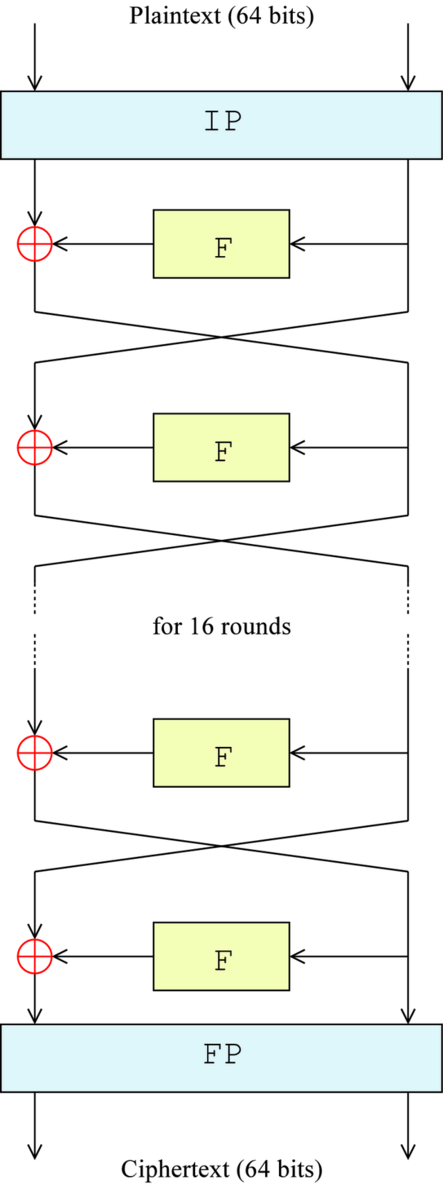 Plaintext (64 bits)
IP
F
F
for 16 rounds
F
F
FP
Ciphertext (64 bits)